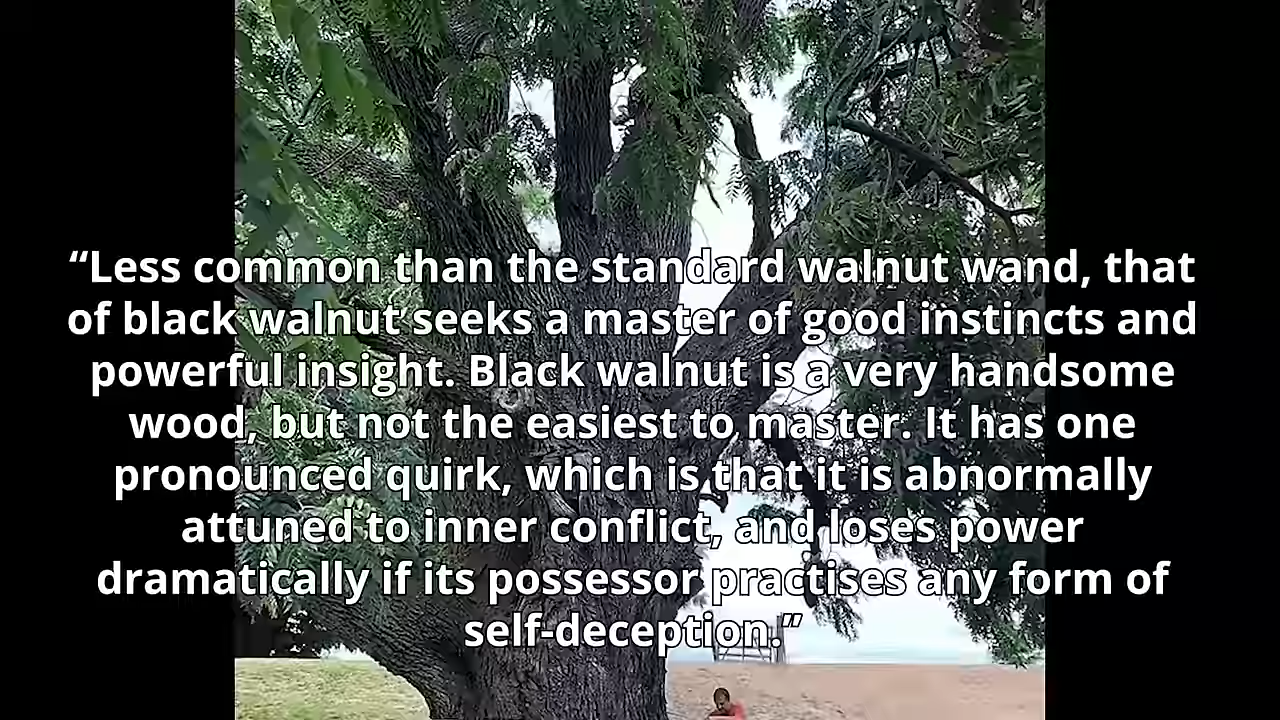 “Less common than the standard walnut wand, that
of black walnut seeks a master of good instincts and
powerful insight. Black walnut is a very handsome
wood, but not the easiest to master. It has one
pronounced quirk, which is that it is abnormally
attuned to inner conflict, and loses power
dramatically if its possessor practises any form of
self-deception.”